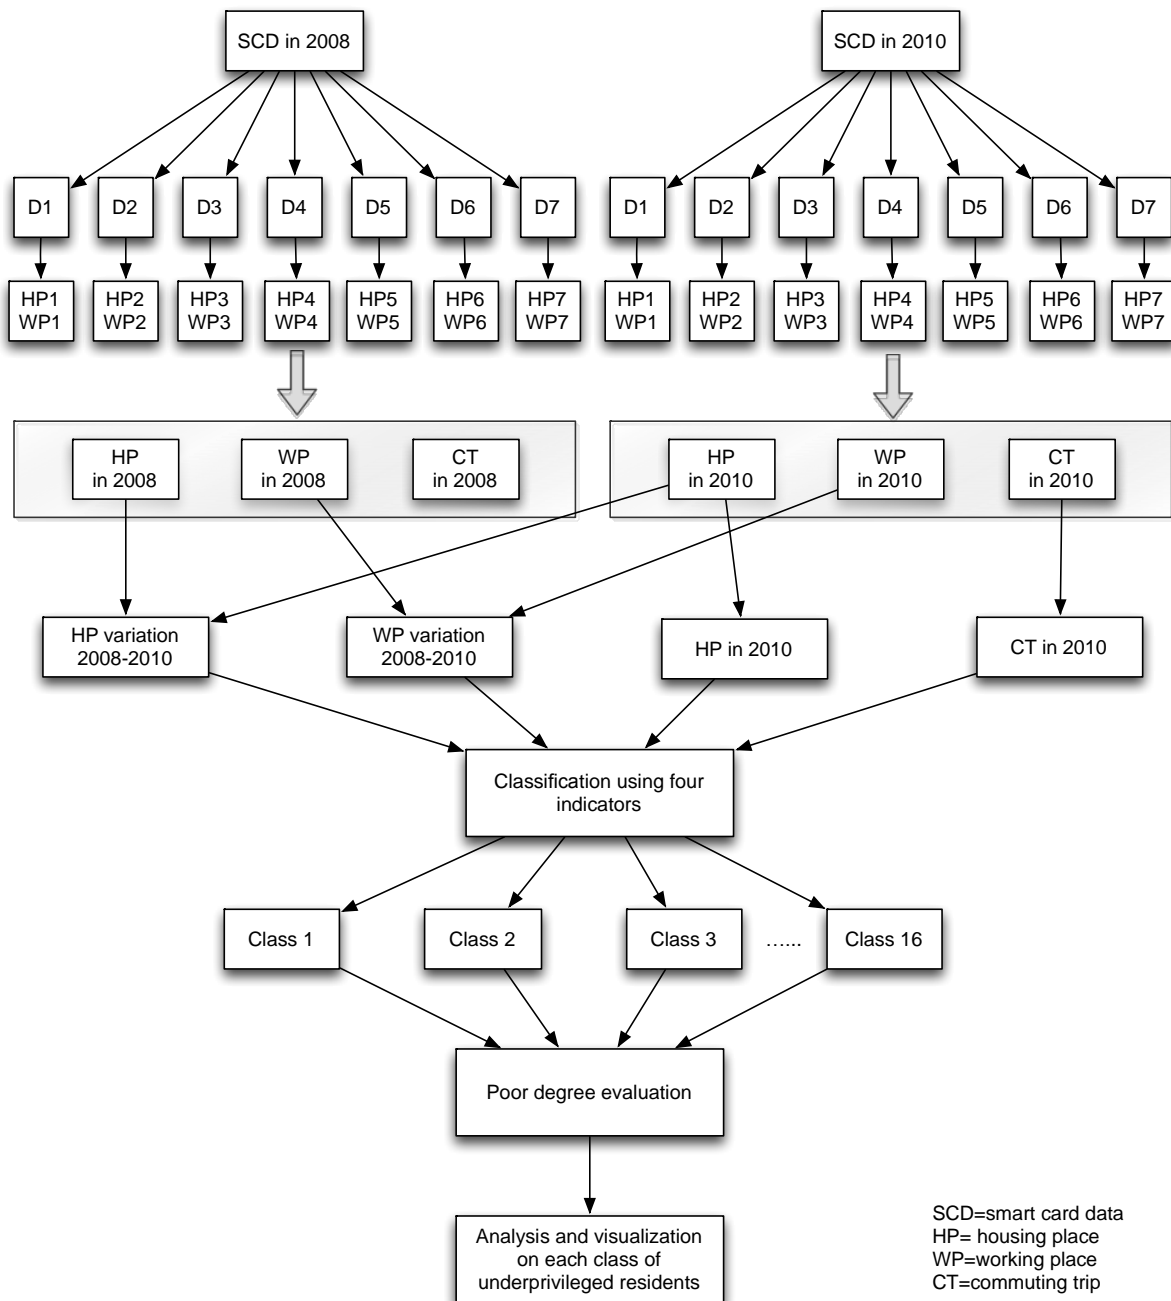 SCD in 2008
SCD in 2010
D1
D2
D3
D4
D5
D6
D7
D1
D2
D3
D4
D5
D6
D7
HP1
WP1
HP2
WP2
HP3
WP3
HP4
WP4
HP5
WP5
HP6
WP6
HP7
WP7
HP1
WP1
HP2
WP2
HP3
WP3
HP4
WP4
HP5
WP5
HP6
WP6
HP7
WP7
HP
in 2008
WP
in 2008
CT
in 2008
HP
in 2010
WP
in 2010
CT
in 2010
HP variation
2008-2010
WP variation
2008-2010
HP in 2010
CT in 2010
Classification using four
indicators
Class 1
Class 2
Class 3
......
Class 16
Poor degree evaluation
Analysis and visualization
on each class of
underprivileged residents
SCD=smart card data
HP= housing place
WP=working place
CT=commuting trip